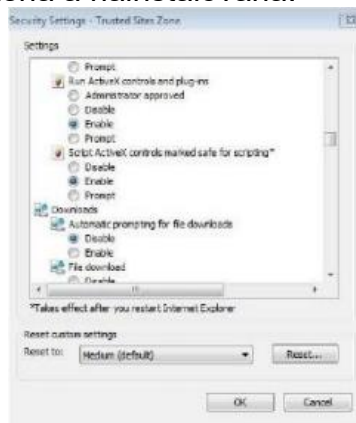 Security Settings - Trusted Sites Zone
Settings
Prompt
Run ActiveX controls and plug-ins
Administrator approved
Disable
Enable
Prompt
Script ActiveX controls marked safe for scripting*
Disable
Enable
Prompt
Downloads
Automatic prompting for file downloads
Disable
Enable
File download
Disable
*Takes effect after you restart Internet Explorer
Reset custom settings
Reset to:
Medium (default)
Reset...
OK
Cancel